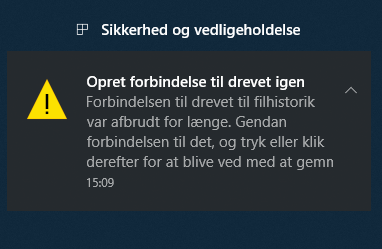 Sikkerhed og vedligeholdelse
Opret forbindelse til drevet igen
Forbindelsen til drevet til filhistorik
var afbrudt for længe. Gendan
forbindelsen til det, og tryk eller klik
derefter for at blive ved med at gemn
15:09